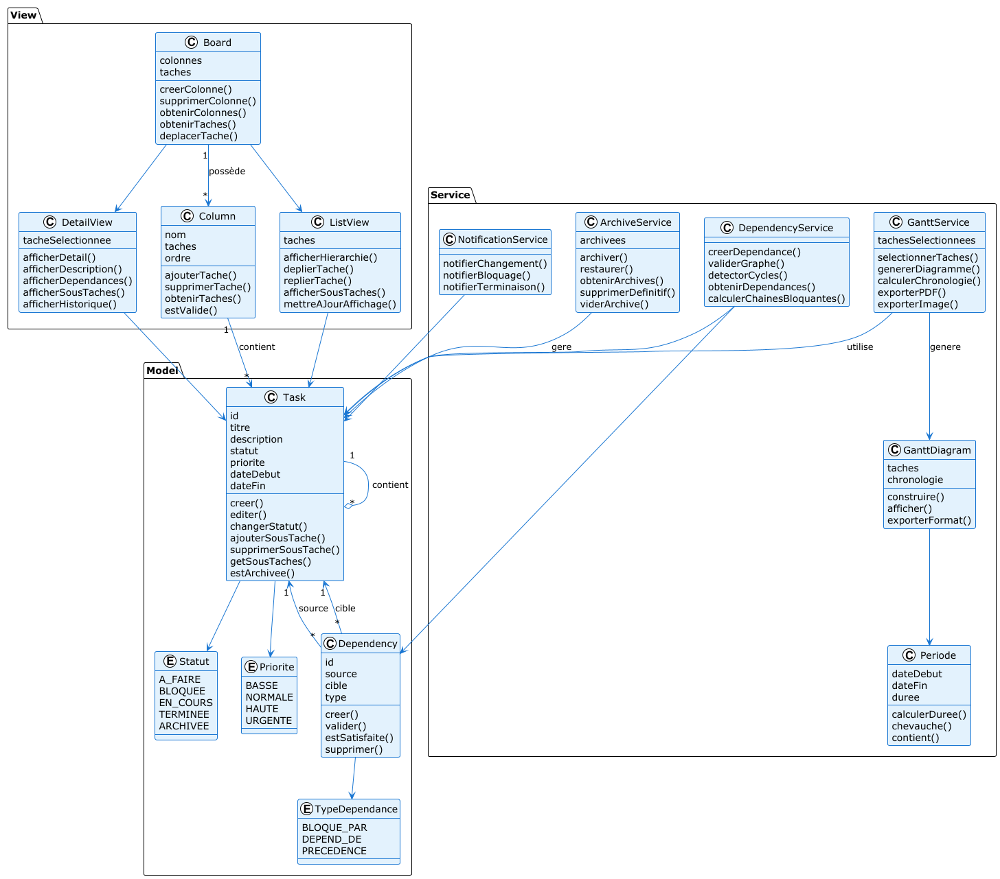 View
C Board
colonnes
taches
creerColonne()
supprimerColonne()
obtenirColonnes()
obtenirTaches()
deplacerTache()
1
possède
*
C DetailView
tacheSelectionnee
afficherDetail()
afficherDescription()
afficherDependances()
afficherSousTaches()
afficherHistorique()
C Column
nom
taches
ordre
ajouterTache()
supprimerTache()
obtenirTaches()
estValide()
C ListView
taches
afficherHierarchie()
deplierTache()
replierTache()
afficherSousTaches()
mettreAJourAffichage()
1
contient
*
Service
C NotificationService
notifierChangement()
notifierBloquage()
notifierTerminaison()
C ArchiveService
archivees
archiver()
restaurer()
obtenirArchives()
supprimerDefinitif()
viderArchive()
C DependencyService
creerDependance()
validerGraphe()
detectorCycles()
obtenirDependances()
calculerChainesBloquantes()
C GanttService
tachesSelectionnees
selectionnerTaches()
genererDiagramme()
calculerChronologie()
exporterPDF()
exporterImage()
gere
utilise
genere
C GanttDiagram
taches
chronologie
construire()
afficher()
exporterFormat()
C Periode
dateDebut
dateFin
duree
calculerDuree()
chevauche()
contient()
Model
C Task
id
titre
description
statut
priorite
dateDebut
dateFin
creer()
editer()
changerStatut()
ajouterSousTache()
supprimerSousTache()
getSousTaches()
estArchivee()
1
contient
*
1
source
*
1
cible
*
E Statut
A_FAIRE
BLOQUEE
EN_COURS
TERMINEE
ARCHIVEE
E Priorite
BASSE
NORMALE
HAUTE
URGENTE
C Dependency
id
source
cible
type
creer()
valider()
estSatisfaite()
supprimer()
E TypeDependance
BLOQUE_PAR
DEPEND_DE
PRECEDENCE